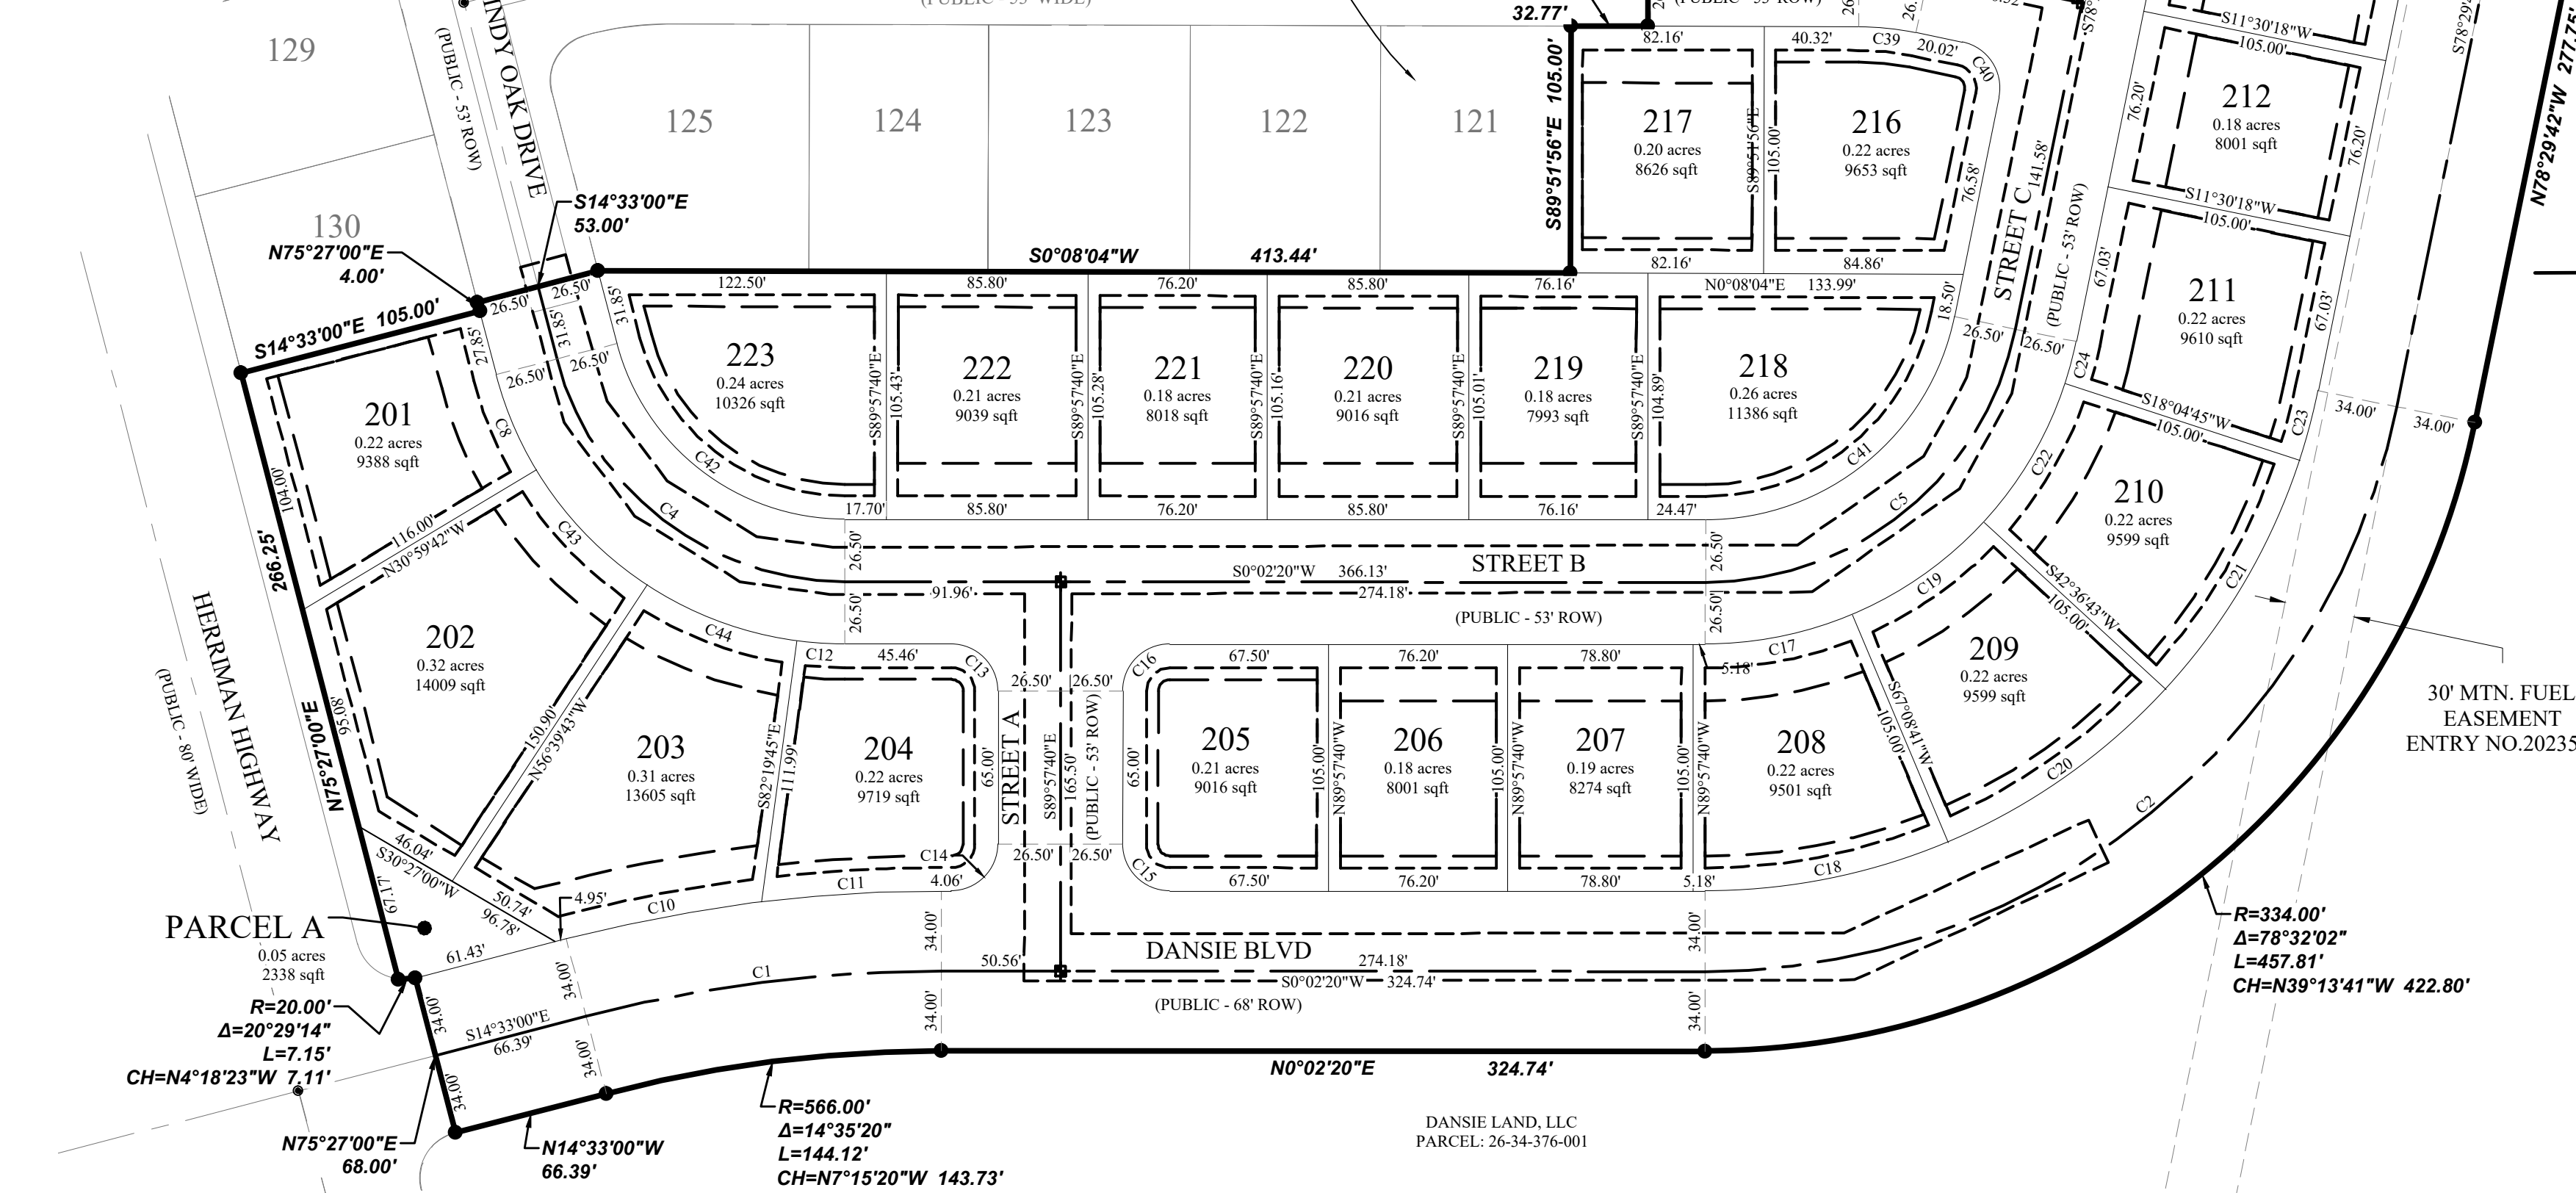 (PUBLIC - 53' WIDE)
129
INDY OAK DRIVE
(PUBLIC - 53' ROW)
125
124
123
122
121
130
32.77'
S89°51'56"E 105.00'
(PUBLIC - 53' ROW)
82.16'
217
0.20 acres
8626 sqft
82.16'
S89°51'56"E
105.00'
40.32'
C39
20.02'
C40
216
0.22 acres
9653 sqft
76.58'
84.86'
STREET C
141.58'
(PUBLIC - 53' ROW)
S11°30'18"W
105.00'
76.20'
212
0.18 acres
8001 sqft
76.20'
S11°30'18"W
105.00'
67.03'
211
0.22 acres
9610 sqft
67.03'
C24
C23
S18°04'45"W
105.00'
N78°29'42"W 277.75'
S78°29'
34.00'
34.00'
S14°33'00"E
53.00'
N75°27'00"E
4.00'
S14°33'00"E 105.00'
S0°08'04"W 413.44'
26.50'
26.50'
27.85'
31.85'
31.85'
26.50'
26.50'
201
0.22 acres
9388 sqft
104.00'
C8
116.00'
N30°59'42"W
122.50'
223
0.24 acres
10326 sqft
C42
17.70'
S89°57'40"E
105.43'
85.80'
222
0.21 acres
9039 sqft
85.80'
S89°57'40"E
105.28'
76.20'
221
0.18 acres
8018 sqft
76.20'
S89°57'40"E
105.16'
85.80'
220
0.21 acres
9016 sqft
85.80'
S89°57'40"E
105.01'
76.16'
219
0.18 acres
7993 sqft
76.16'
S89°57'40"E
104.89'
N0°08'04"E 133.99'
218
0.26 acres
11386 sqft
18.50'
C41
24.47'
26.50'
26.50'
C22
210
0.22 acres
9599 sqft
C21
S42°36'43"W
105.00'
C4
C5
26.50'
26.50'
26.50'
26.50'
STREET B
S0°02'20"W 366.13'
91.96'
274.18'
(PUBLIC - 53' ROW)
266.25'
N75°27'00"E
HERRIMAN HIGHWAY
(PUBLIC - 80' WIDE)
202
0.32 acres
14009 sqft
95.08'
C43
150.90'
N56°39'43"W
46.04'
S30°27'00"W
96.78'
50.74'
67.17'
C44
203
0.31 acres
13605 sqft
4.95'
C10
S82°19'45"E
111.99'
C12
45.46'
C13
204
0.22 acres
9719 sqft
65.00'
C14
C11
4.06'
STREET A
26.50'
26.50'
S89°57'40"E
165.50'
(PUBLIC - 53' ROW)
26.50'
26.50'
C16
67.50'
205
0.21 acres
9016 sqft
65.00'
C15
67.50'
105.00'
N89°57'40"W
76.20'
206
0.18 acres
8001 sqft
76.20'
105.00'
N89°57'40"W
78.80'
207
0.19 acres
8274 sqft
78.80'
105.00'
N89°57'40"W
5.18'
C17
208
0.22 acres
9501 sqft
5.18'
C18
S67°08'41"W
105.00'
C19
209
0.22 acres
9599 sqft
C20
C2
30' MTN. FUEL
EASEMENT
ENTRY NO.20235
PARCEL A
0.05 acres
2338 sqft
61.43'
34.00'
34.00'
34.00'
34.00'
S14°33'00"E
66.39'
C1
34.00'
34.00'
50.56'
DANSIE BLVD
274.18'
S0°02'20"W 324.74'
(PUBLIC - 68' ROW)
34.00'
34.00'
R=20.00'
Δ=20°29'14"
L=7.15'
CH=N4°18'23"W 7.11'
N75°27'00"E
68.00'
N14°33'00"W
66.39'
R=566.00'
Δ=14°35'20"
L=144.12'
CH=N7°15'20"W 143.73'
N0°02'20"E 324.74'
DANSIE LAND, LLC
PARCEL: 26-34-376-001
R=334.00'
Δ=78°32'02"
L=457.81'
CH=N39°13'41"W 422.80'